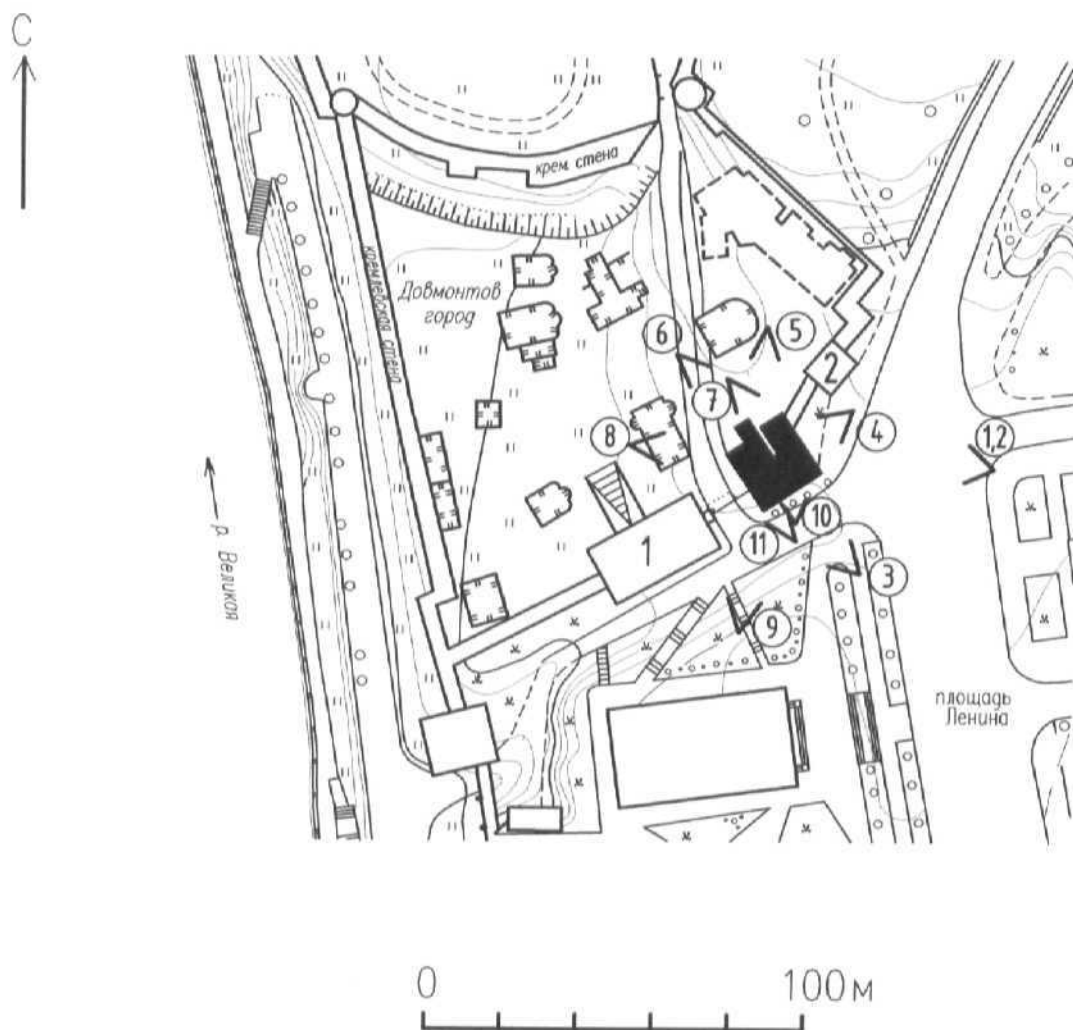 С
крем. стена
кремлевская стена
Довмонтов
город
6
5
2
7
4
8
1,2
10
11
1
3
р. Великая
9
площадь
Ленина
0
100м